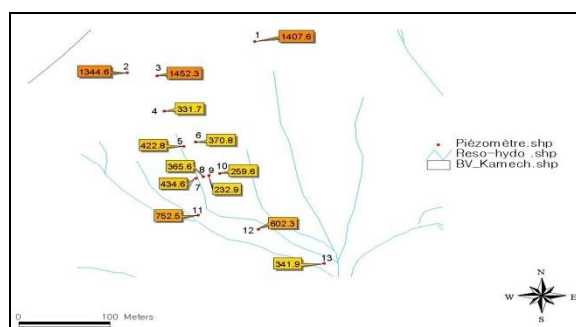 1 1407.6
2 1344.6
3 1452.3
4 331.7
5 422.8
6 370.8
365.6 8 9 10 259.6
434.6 7
232.9
752.5 11
12 602.3
341.9 13
Piézomètre.shp
Reso-hydo .shp
BV_Kamech.shp
N
W E
S
0 100 Meters